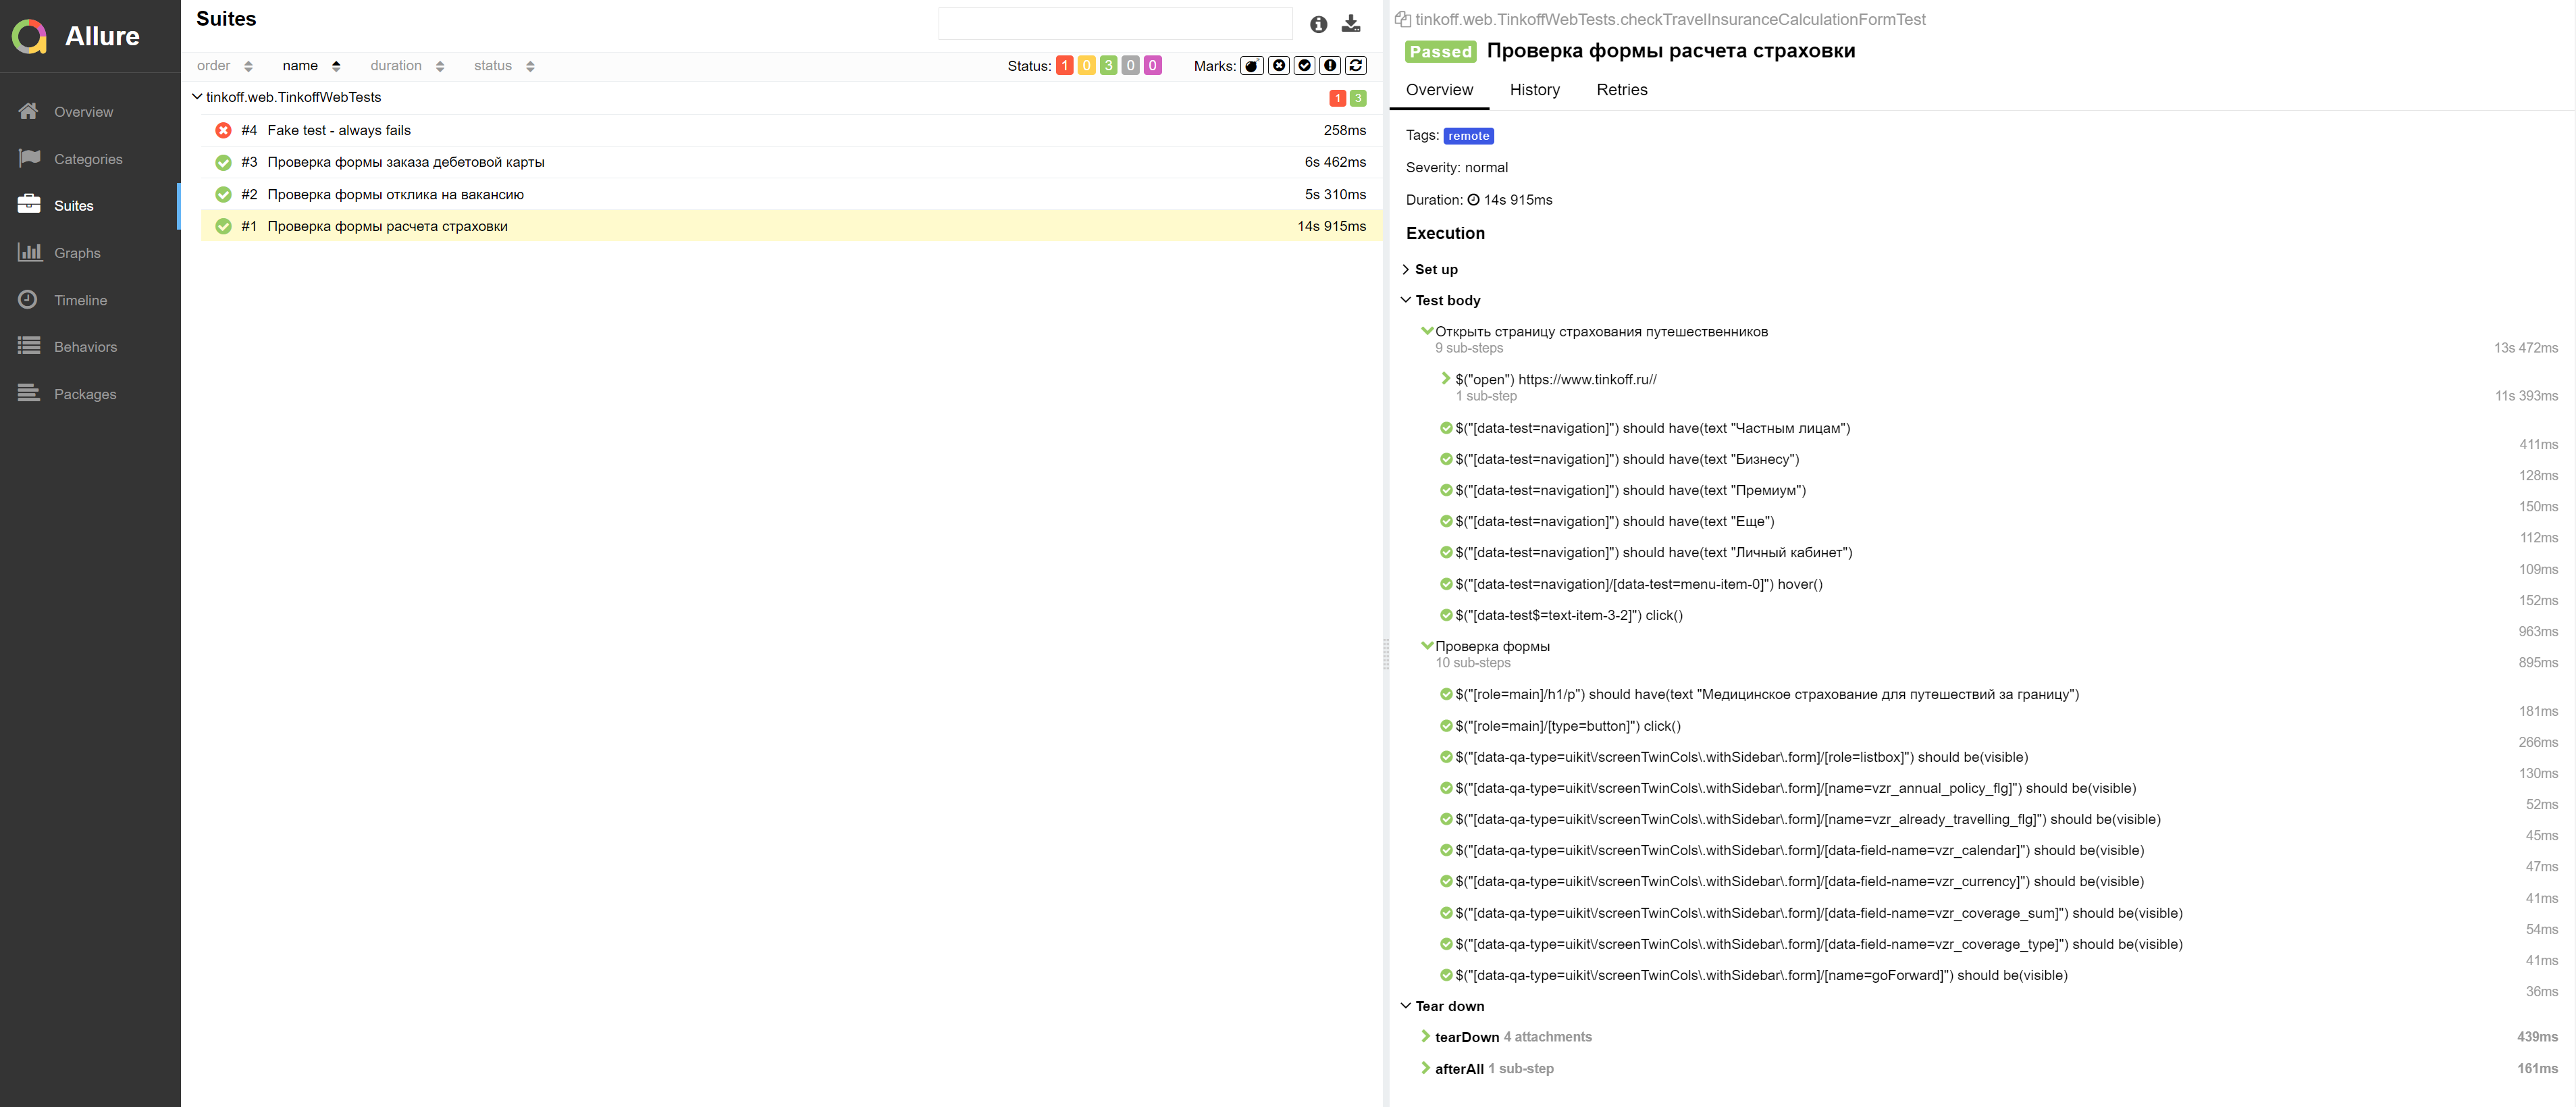 Allure
Overview
Categories
Suites
Graphs
Timeline
Behaviors
Packages
Suites
order name duration status
Status: 1 0 3 0 0 Marks:
tinkoff.web.TinkoffWebTests 1 3
#4 Fake test - always fails 258ms
#3 Проверка формы заказа дебетовой карты 6s 462ms
#2 Проверка формы отклика на вакансию 5s 310ms
#1 Проверка формы расчета страховки 14s 915ms
tinkoff.web.TinkoffWebTests.checkTravelInsuranceCalculationFormTest
Passed Проверка формы расчета страховки
Overview History Retries
Tags: remote
Severity: normal
Duration: 14s 915ms
Execution
Set up
Test body
Открыть страницу страхования путешественников
9 sub-steps 13s 472ms
$("open") https://www.tinkoff.ru//
1 sub-step 11s 393ms
$("[data-test=navigation]") should have(text "Частным лицам")
411ms
$("[data-test=navigation]") should have(text "Бизнесу")
128ms
$("[data-test=navigation]") should have(text "Премиум")
150ms
$("[data-test=navigation]") should have(text "Еще")
112ms
$("[data-test=navigation]") should have(text "Личный кабинет")
109ms
$("[data-test=navigation]/[data-test=menu-item-0]") hover()
152ms
$("[data-test$=text-item-3-2]") click()
963ms
Проверка формы
10 sub-steps 895ms
$("[role=main]/h1/p") should have(text "Медицинское страхование для путешествий за границу")
181ms
$("[role=main]/[type=button]") click()
266ms
$("[data-qa-type=uikit\/screenTwinCols\.withSidebar\.form]/[role=listbox]") should be(visible)
130ms
$("[data-qa-type=uikit\/screenTwinCols\.withSidebar\.form]/[name=vzr_annual_policy_flg]") should be(visible)
52ms
$("[data-qa-type=uikit\/screenTwinCols\.withSidebar\.form]/[name=vzr_already_travelling_flg]") should be(visible)
45ms
$("[data-qa-type=uikit\/screenTwinCols\.withSidebar\.form]/[data-field-name=vzr_calendar]") should be(visible)
47ms
$("[data-qa-type=uikit\/screenTwinCols\.withSidebar\.form]/[data-field-name=vzr_currency]") should be(visible)
41ms
$("[data-qa-type=uikit\/screenTwinCols\.withSidebar\.form]/[data-field-name=vzr_coverage_sum]") should be(visible)
54ms
$("[data-qa-type=uikit\/screenTwinCols\.withSidebar\.form]/[data-field-name=vzr_coverage_type]") should be(visible)
41ms
$("[data-qa-type=uikit\/screenTwinCols\.withSidebar\.form]/[name=goForward]") should be(visible)
36ms
Tear down
tearDown 4 attachments 439ms
afterAll 1 sub-step 161ms